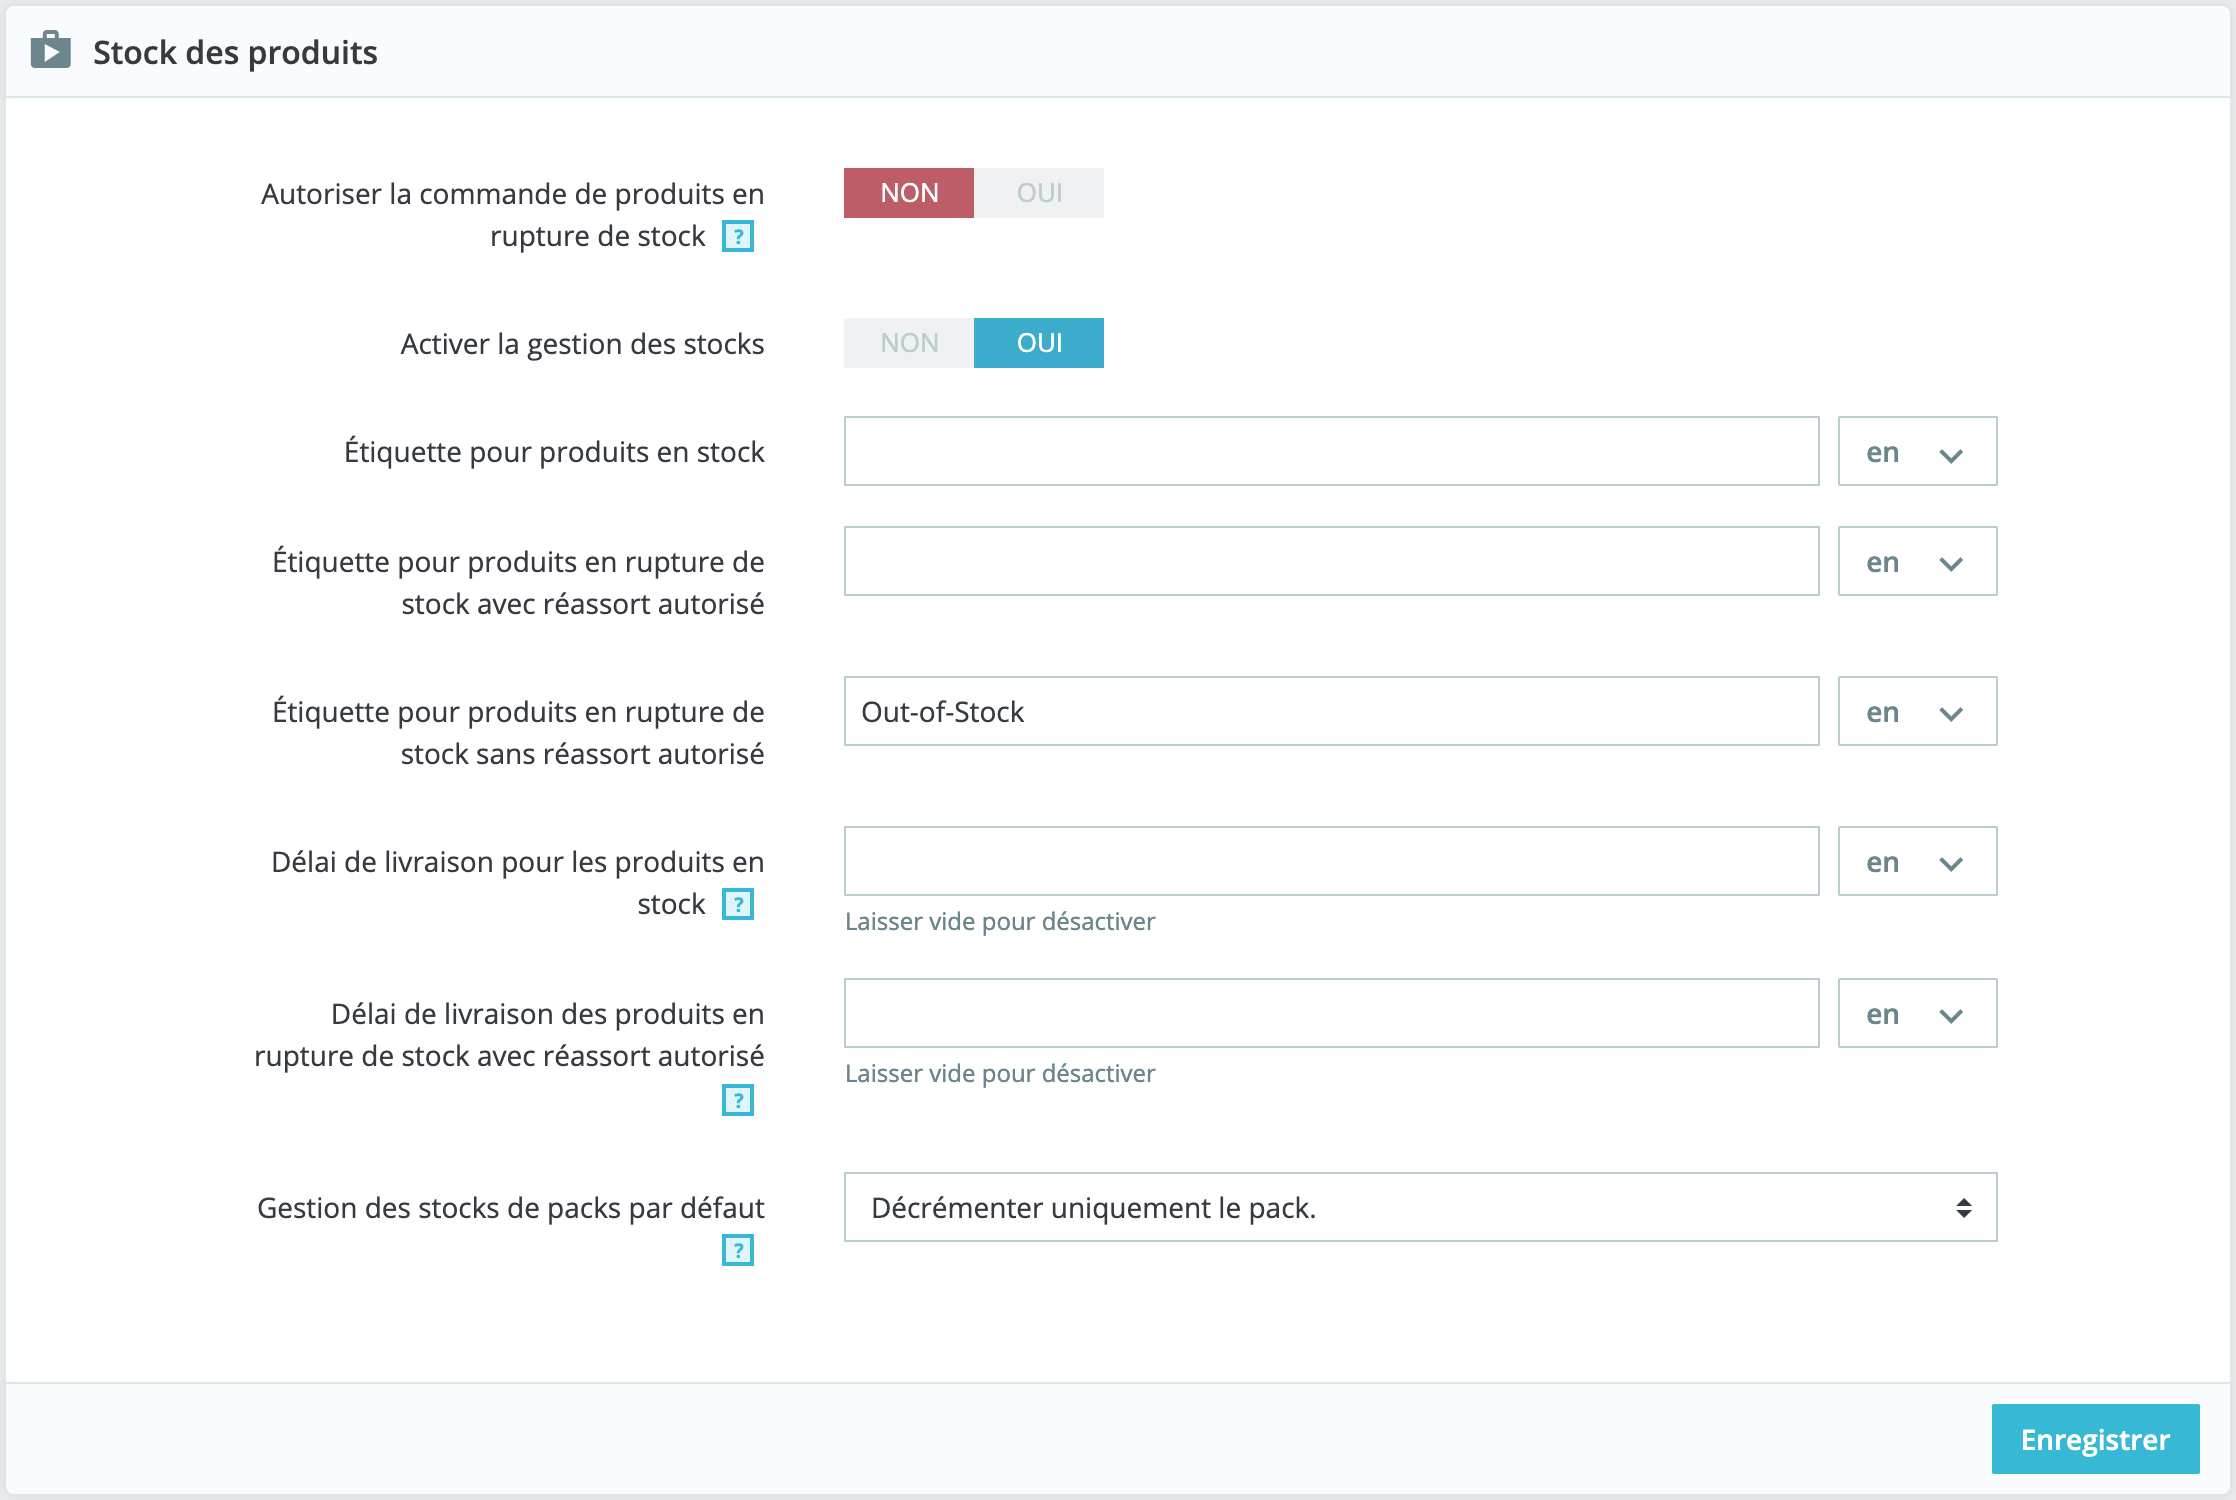 Stock des produits
Autoriser la commande de produits en
rupture de stock ?
NON OUI
Activer la gestion des stocks
NON OUI
Étiquette pour produits en stock
en
Étiquette pour produits en rupture de
stock avec réassort autorisé
en
Étiquette pour produits en rupture de
stock sans réassort autorisé
Out-of-Stock
en
Délai de livraison pour les produits en
stock ?
en
Laisser vide pour désactiver
Délai de livraison des produits en
rupture de stock avec réassort autorisé
?
en
Laisser vide pour désactiver
Gestion des stocks de packs par défaut
?
Décrémenter uniquement le pack.
Enregistrer